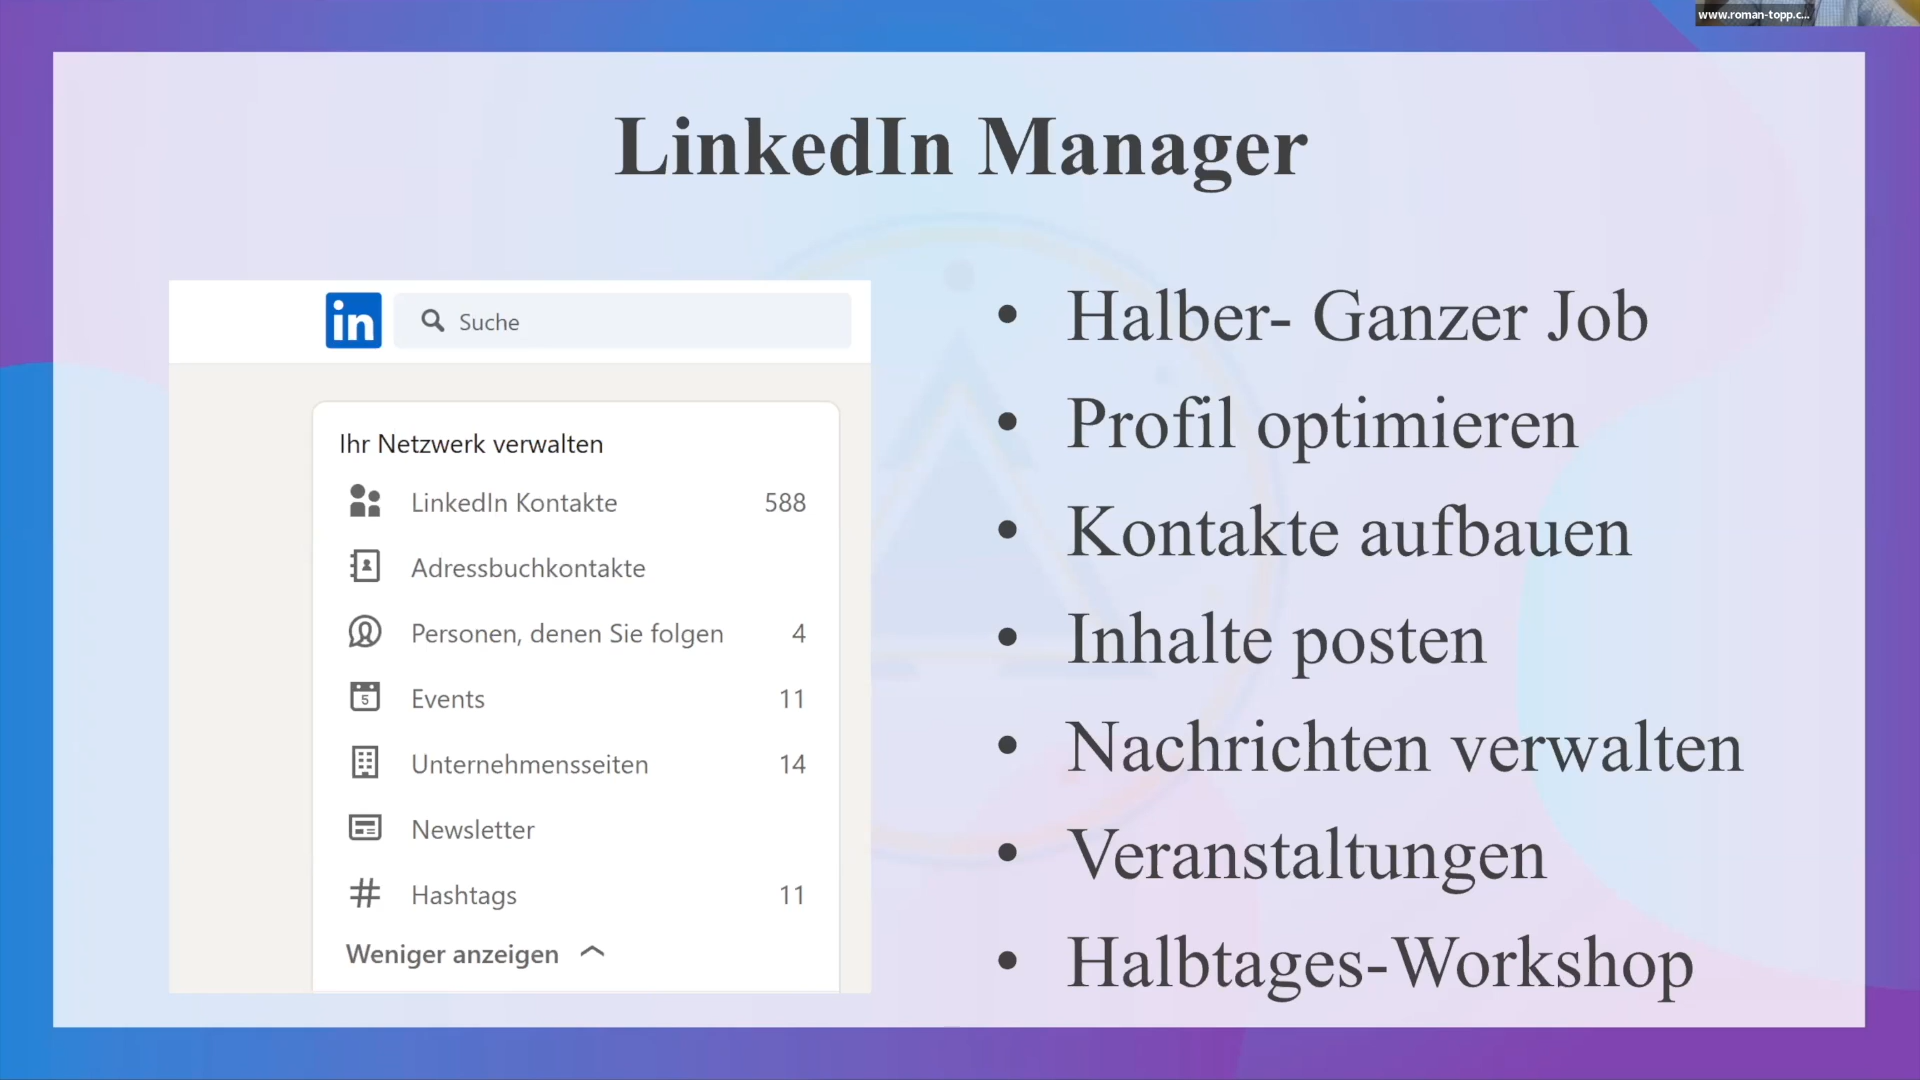 www.roman-topp.c...
LinkedIn Manager
in
Suche
Ihr Netzwerk verwalten
LinkedIn Kontakte 588
Adressbuchkontakte
Personen, denen Sie folgen 4
5
Events 11
Unternehmensseiten 14
Newsletter
# Hashtags 11
Weniger anzeigen
• Halber- Ganzer Job
• Profil optimieren
• Kontakte aufbauen
• Inhalte posten
• Nachrichten verwalten
• Veranstaltungen
• Halbtages-Workshop